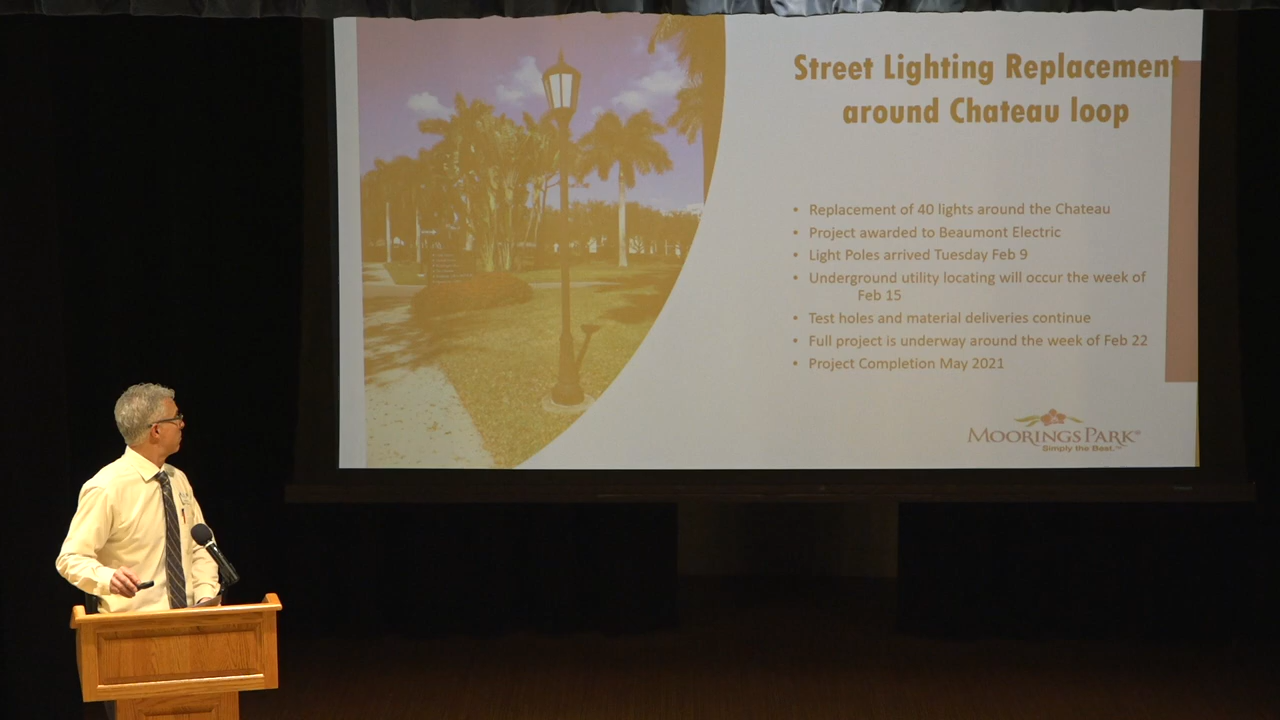 Street Lighting Replacement
around Chateau loop
• Replacement of 40 lights around the Chateau
• Project awarded to Beaumont Electric
• Light Poles arrived Tuesday Feb 9
• Underground utility locating will occur the week of
Feb 15
• Test holes and material deliveries continue
• Full project is underway around the week of Feb 22
• Project Completion May 2021
MOORINGS PARK
Simply the Best.™